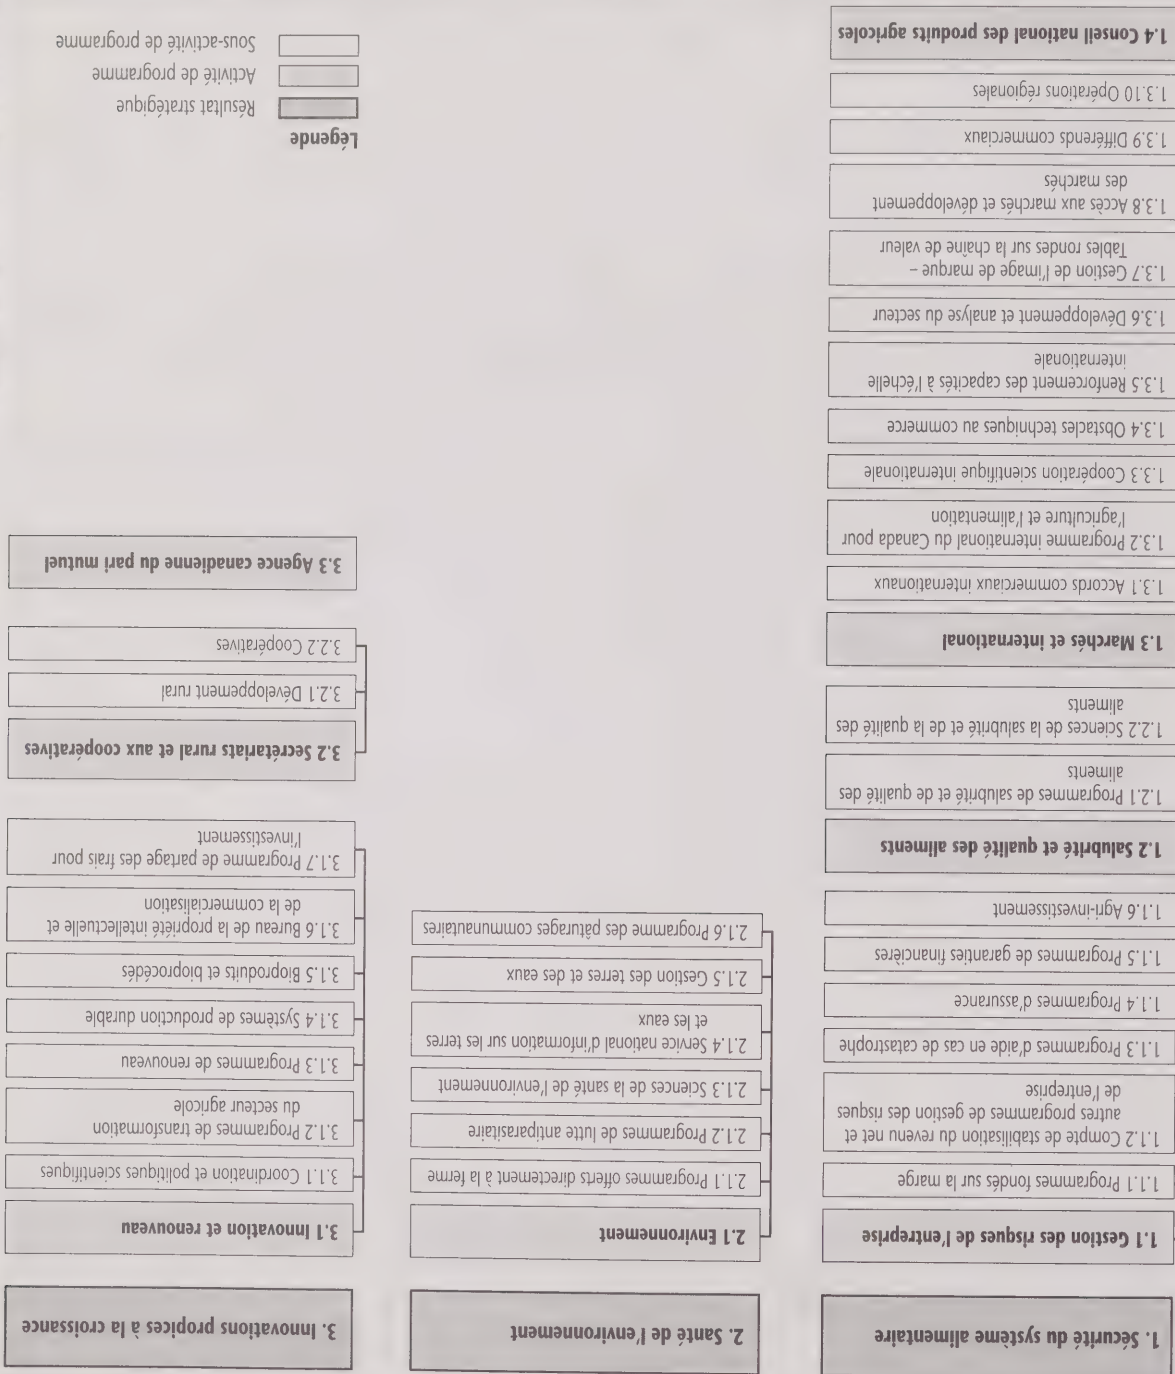 1. Sécurité du système alimentaire
1.1 Gestion des risques de l'entreprise
1.1.1 Programmes fondés sur la marge
1.1.2 Compte de stabilisation du revenu net et
autres programmes de gestion des risques
de l'entreprise
1.1.3 Programmes d'aide en cas de catastrophe
1.1.4 Programmes d'assurance
1.1.5 Programmes de garanties financières
1.1.6 Agri-investissement
1.2 Salubrité et qualité des aliments
1.2.1 Programmes de salubrité et de qualité des
aliments
1.2.2 Sciences de la salubrité et de la qualité des
aliments
1.3 Marchés et international
1.3.1 Accords commerciaux internationaux
1.3.2 Programme international du Canada pour
l'agriculture et l'alimentation
1.3.3 Coopération scientifique internationale
1.3.4 Obstacles techniques au commerce
1.3.5 Renforcement des capacités à l'échelle
internationale
1.3.6 Développement et analyse du secteur
1.3.7 Gestion de l'image de marque –
Tables rondes sur la chaîne de valeur
1.3.8 Accès aux marchés et développement
des marchés
1.3.9 Différends commerciaux
1.3.10 Opérations régionales
1.4 Conseil national des produits agricoles
2. Santé de l'environnement
2.1 Environnement
2.1.1 Programmes offerts directement à la ferme
2.1.2 Programmes de lutte antiparasitaire
2.1.3 Sciences de la santé de l'environnement
2.1.4 Service national d'information sur les terres
et les eaux
2.1.5 Gestion des terres et des eaux
2.1.6 Programme des pâturages communautaires
3. Innovations propices à la croissance
3.1 Innovation et renouveau
3.1.1 Coordination et politiques scientifiques
3.1.2 Programmes de transformation
du secteur agricole
3.1.3 Programmes de renouveau
3.1.4 Systèmes de production durable
3.1.5 Bioproduits et bioprocédés
3.1.6 Bureau de la propriété intellectuelle et
de la commercialisation
3.1.7 Programme de partage des frais pour
l'investissement
3.2 Secrétariats rural et aux coopératives
3.2.1 Développement rural
3.2.2 Coopératives
3.3 Agence canadienne du pari mutuel
Légende
Résultat stratégique
Activité de programme
Sous-activité de programme